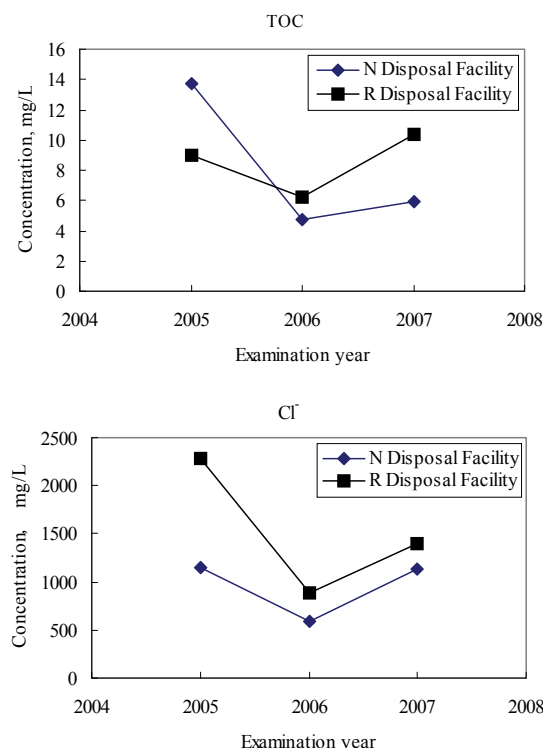 TOC
16
14
12
10
8
6
4
2
0
Concentration, mg/L
N Disposal Facility
R Disposal Facility
2004 2005 2006 2007 2008
Examination year
Cl⁻
2500
2000
1500
1000
500
0
Concentration, mg/L
N Disposal Facility
R Disposal Facility
2004 2005 2006 2007 2008
Examination year